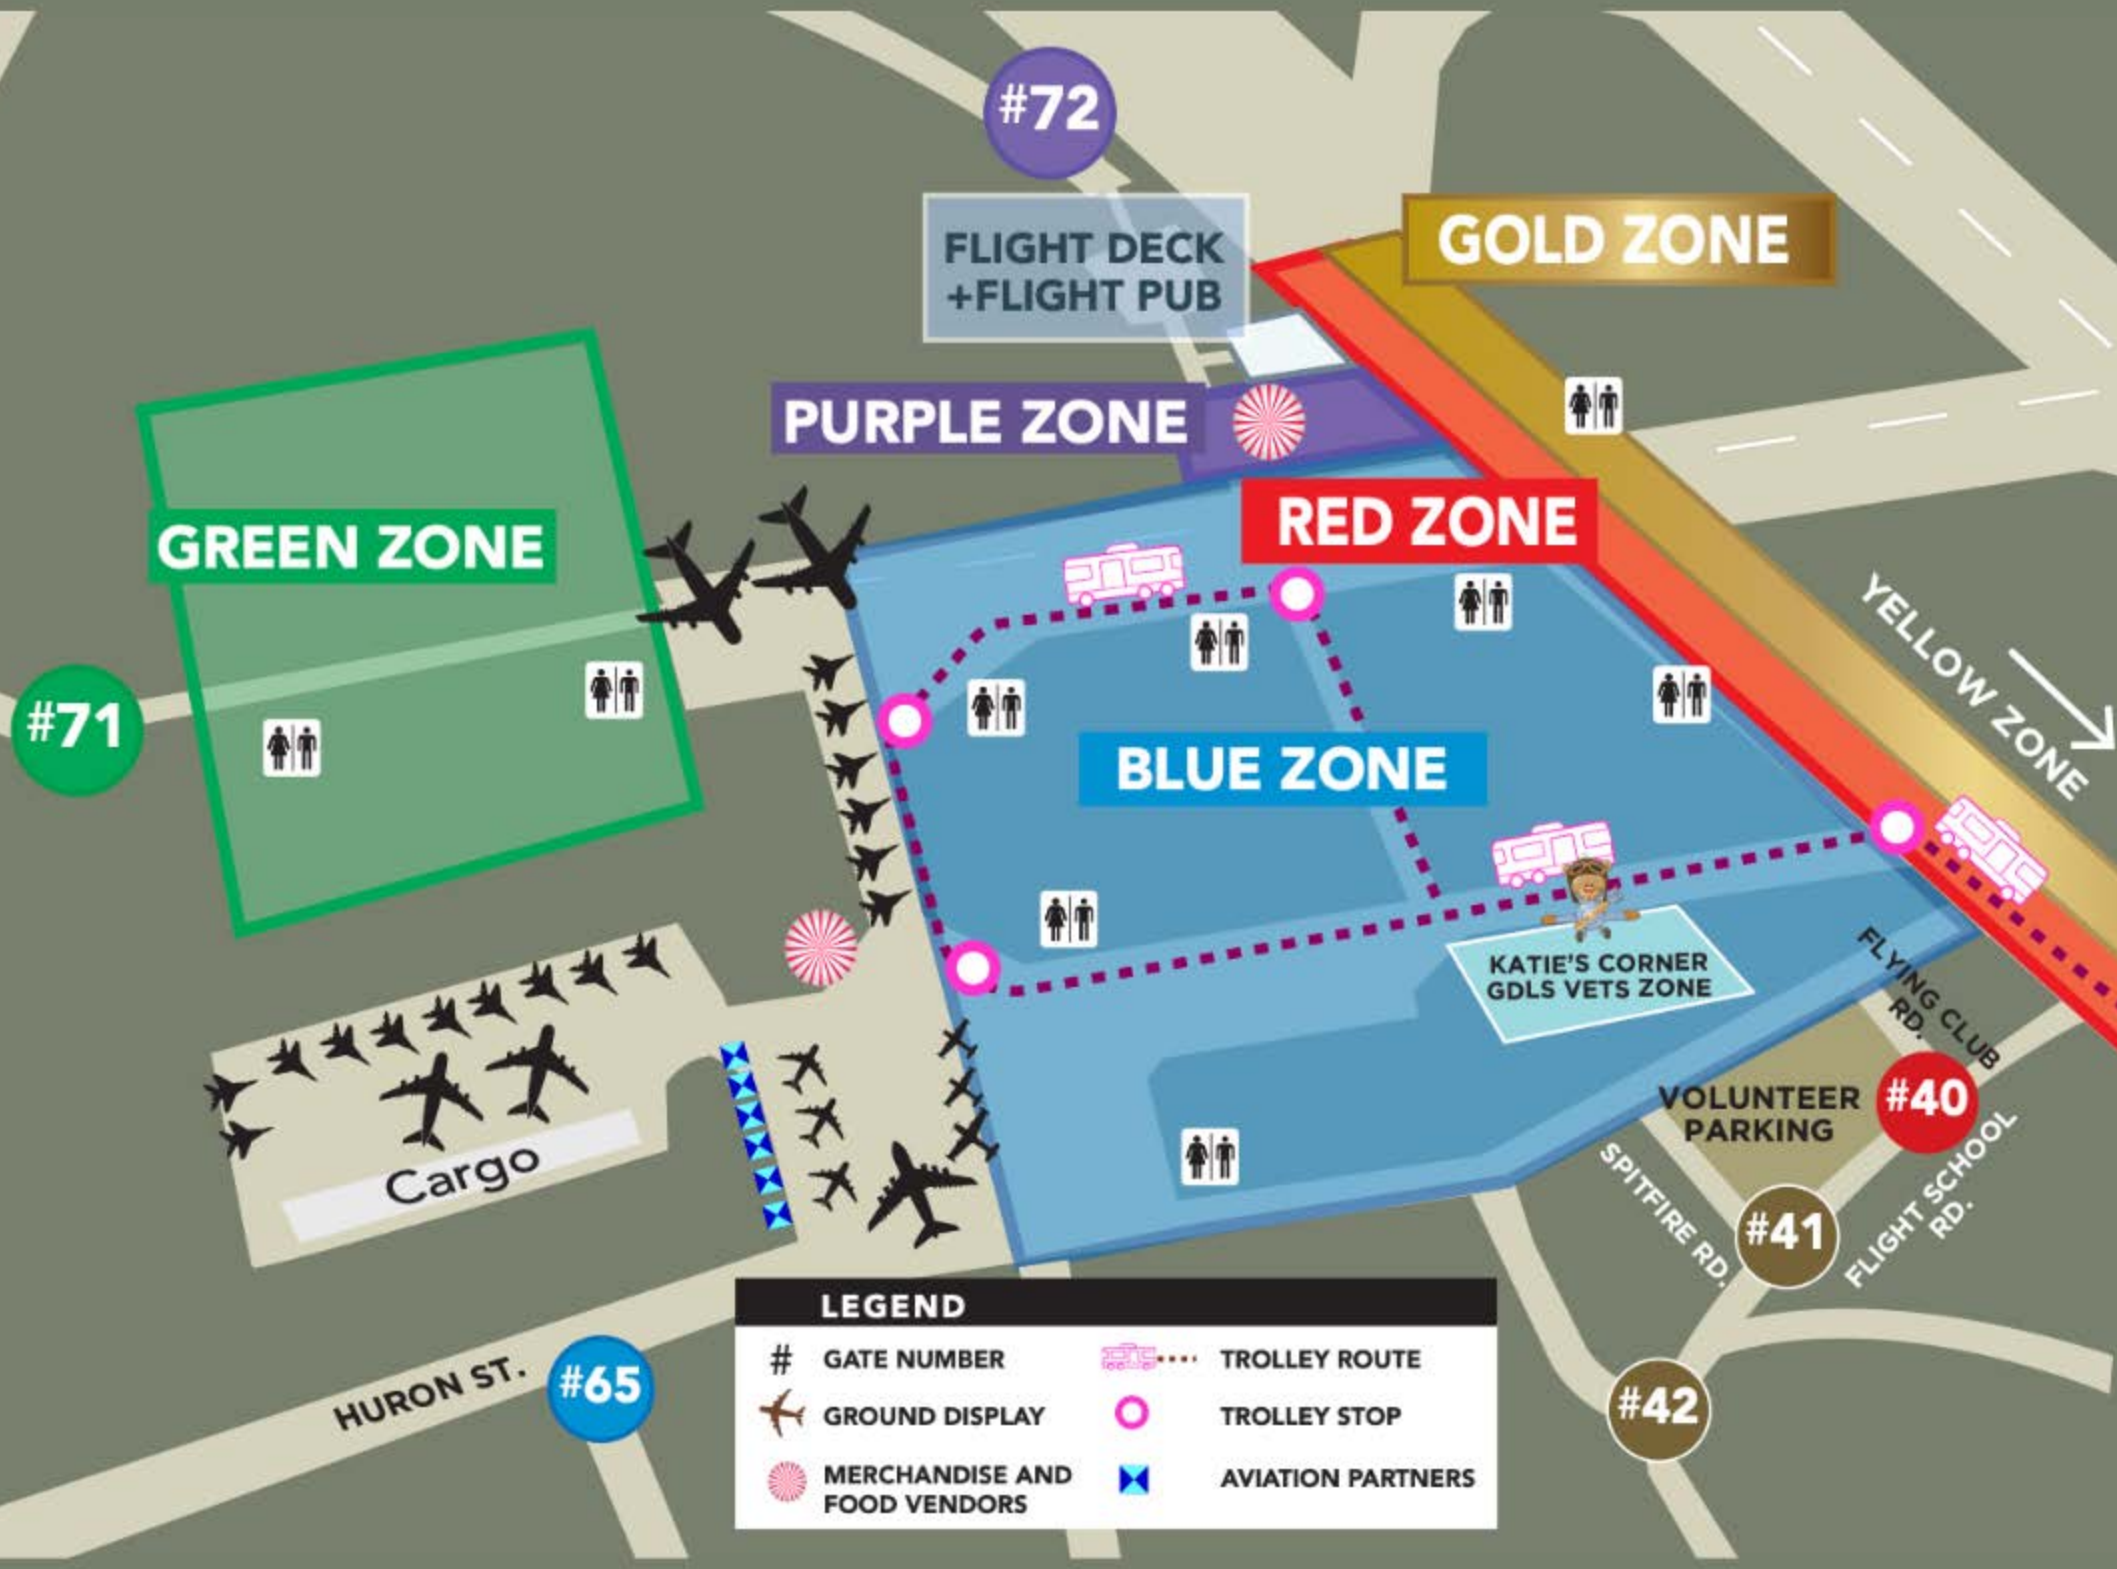 #72
FLIGHT DECK
+FLIGHT PUB
GOLD ZONE
PURPLE ZONE
RED ZONE
GREEN ZONE
#71
BLUE ZONE
YELLOW ZONE
KATIE'S CORNER
GDLS VETS ZONE
FLYING CLUB
RD.
VOLUNTEER
PARKING
#40
SPITFIRE RD.
#41
FLIGHT SCHOOL
RD.
Cargo
HURON ST.
#65
#42
LEGEND
# GATE NUMBER
TROLLEY ROUTE
GROUND DISPLAY
TROLLEY STOP
MERCHANDISE AND
FOOD VENDORS
AVIATION PARTNERS